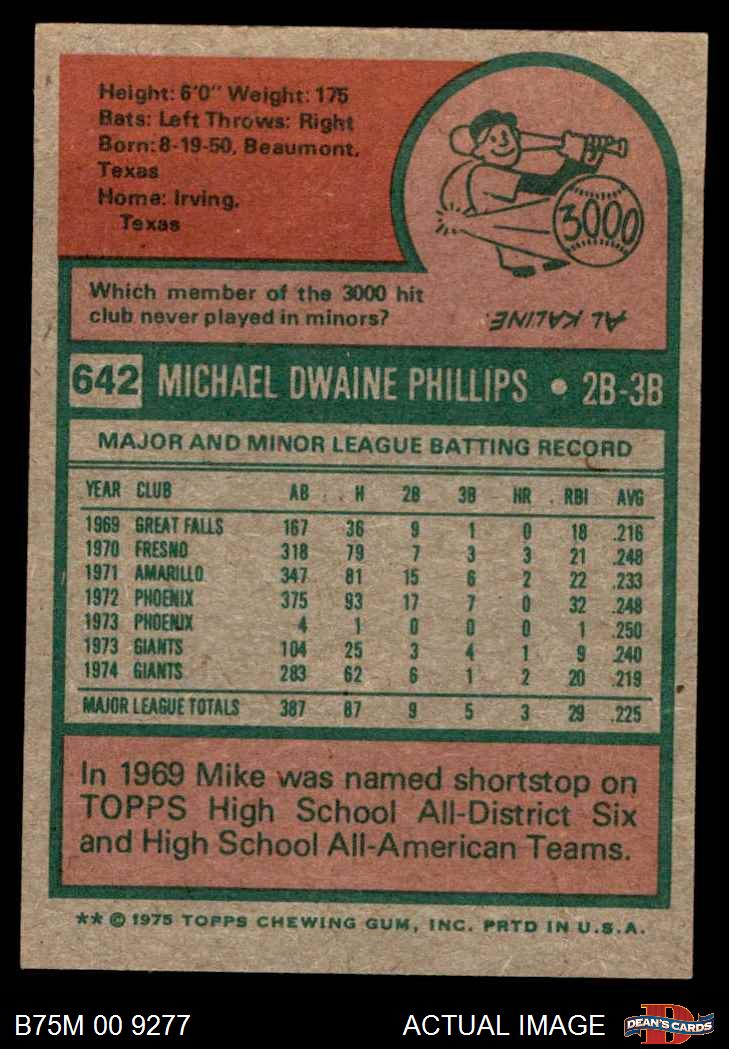 Height: 6'0" Weight: 175
Bats: Left Throws: Right
Born: 8-19-50, Beaumont,
Texas
Home: Irving,
Texas
3000
Which member of the 3000 hit
club never played in minors?
AL KALINE.
642 MICHAEL DWAINE PHILLIPS • 2B-3B
MAJOR AND MINOR LEAGUE BATTING RECORD
YEAR CLUB AB H 2B 3B HR RBI AVG
1969 GREAT FALLS 167 36 9 1 0 18 .216
1970 FRESNO 318 79 7 3 3 21 .248
1971 AMARILLO 347 81 15 6 2 22 .233
1972 PHOENIX 375 93 17 7 0 32 .248
1973 PHOENIX 4 1 0 0 0 1 .250
1973 GIANTS 104 25 3 4 1 9 .240
1974 GIANTS 283 62 6 1 2 20 .219
MAJOR LEAGUE TOTALS 387 87 9 5 3 29 .225
In 1969 Mike was named shortstop on
TOPPS High School All-District Six
and High School All-American Teams.
** © 1975 TOPPS CHEWING GUM, INC. PRTD IN U.S.A.
B75M 00 9277 ACTUAL IMAGE DEAN'S CARDS